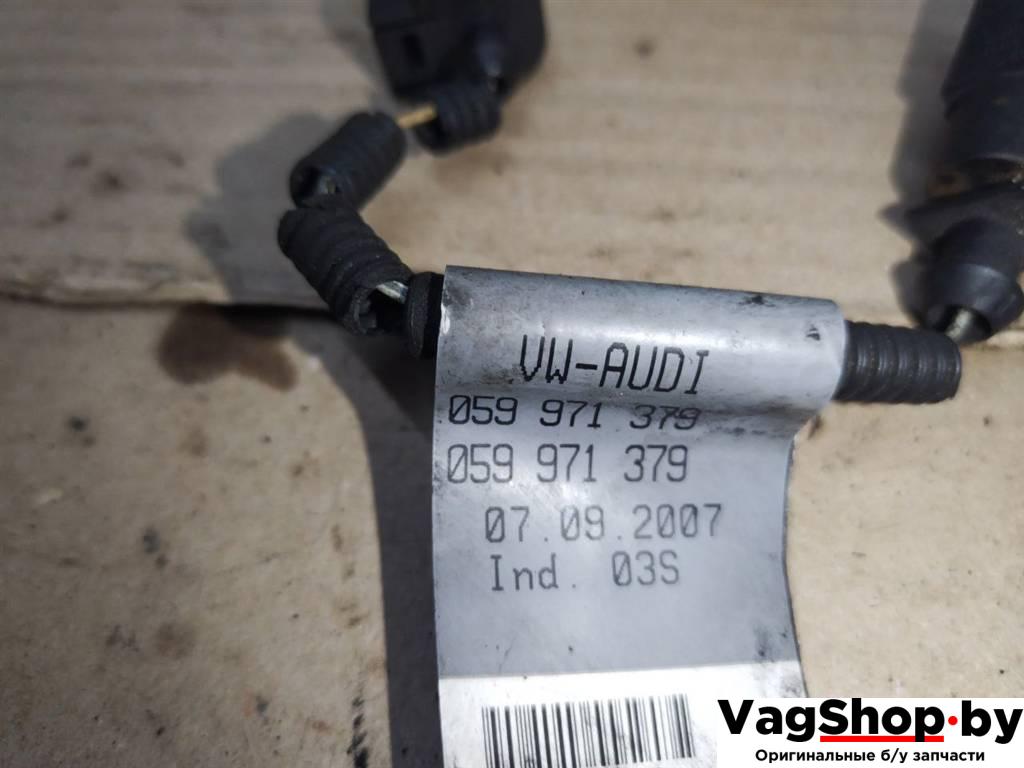 VW-AUDI
059 971 379
059 971 379
07.09.2007
Ind. 03S
VagShop.by
Оригинальные б/у запчасти